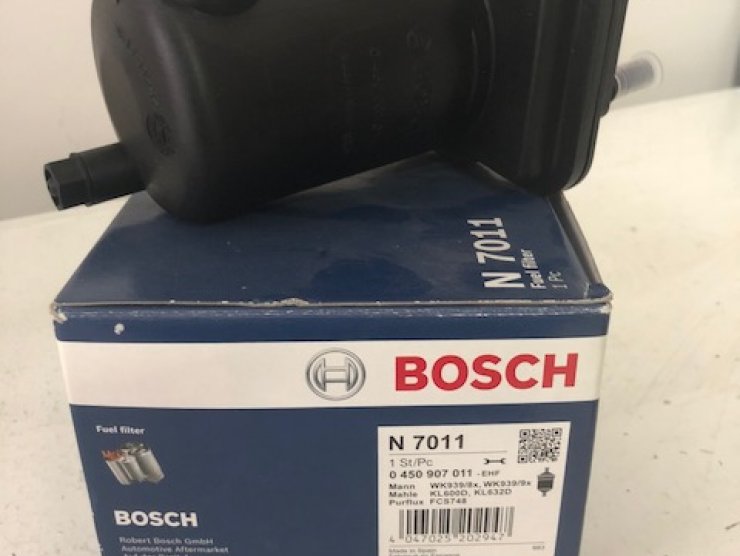 N 7011
Fuel filter
1 Pc
BOSCH
Fuel filter
BOSCH
Robert Bosch GmbH
Automotive Aftermarket
N 7011
1 St/Pc
0 450 907 011 - EHF
Mann WK939/8x, WK939/9x
Mahle KL600D, KL632D
Purflux FCS748
4 047025 202947
Made in Spain